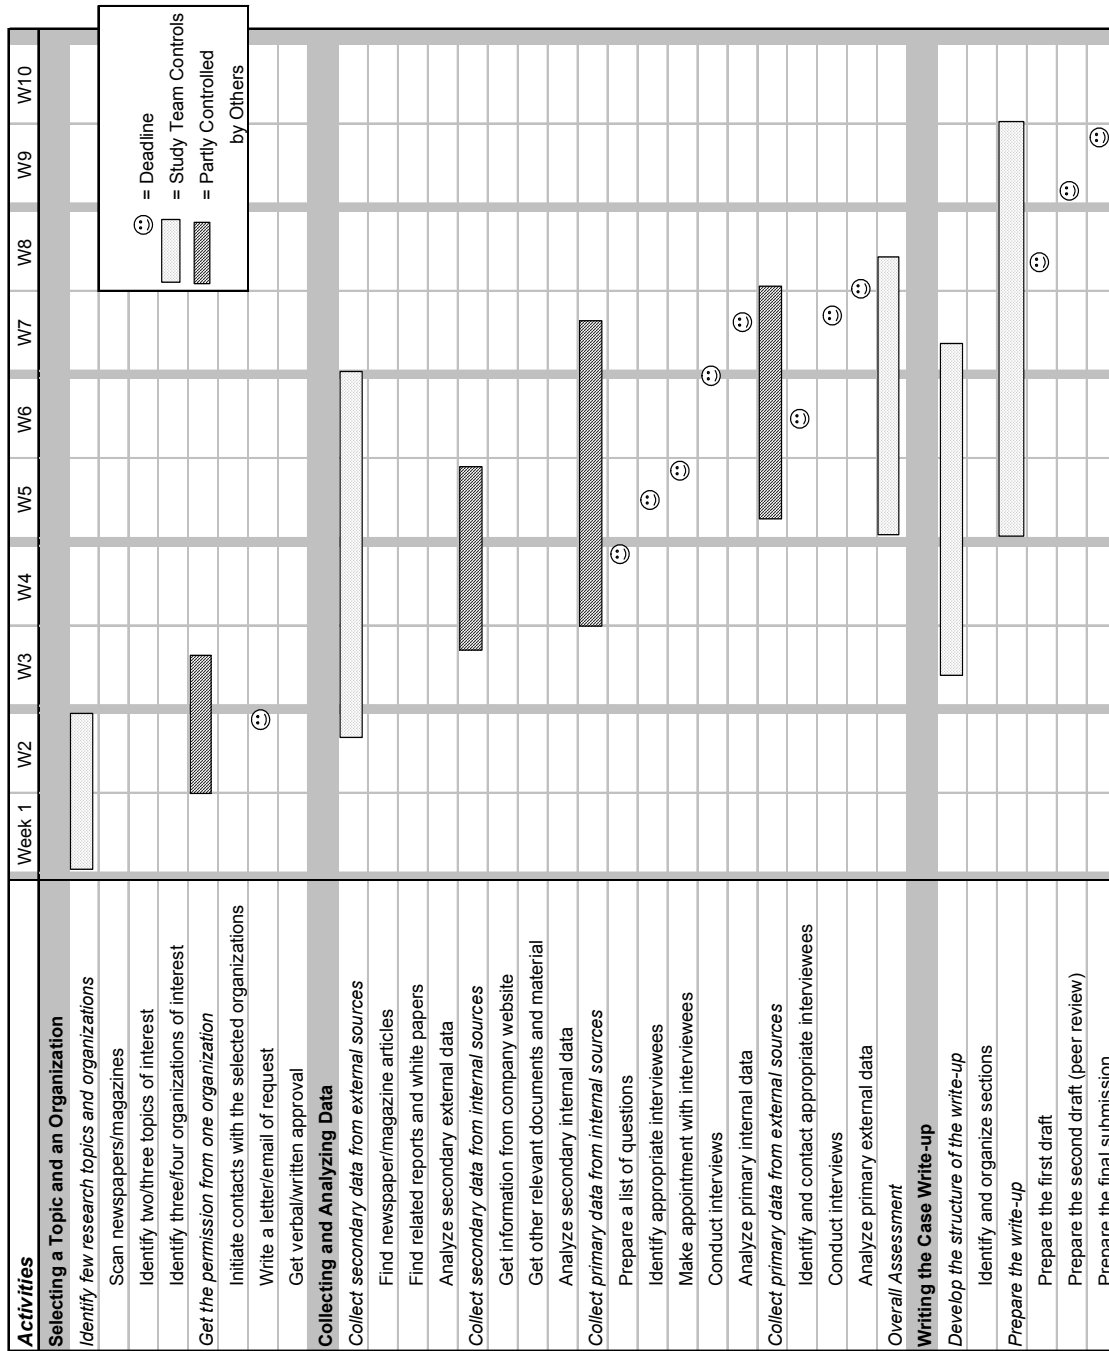 Activities
Week 1 W2 W3 W4 W5 W6 W7 W8 W9 W10
Selecting a Topic and an Organization
Identify few research topics and organizations
Scan newspapers/magazines
Identify two/three topics of interest
Identify three/four organizations of interest
Get the permission from one organization
Initiate contacts with the selected organizations
Write a letter/email of request
Get verbal/written approval
Collecting and Analyzing Data
Collect secondary data from external sources
Find newspaper/magazine articles
Find related reports and white papers
Analyze secondary external data
Collect secondary data from internal sources
Get information from company website
Get other relevant documents and material
Analyze secondary internal data
Collect primary data from internal sources
Prepare a list of questions
Identify appropriate interviewees
Make appointment with interviewees
Conduct interviews
Analyze primary internal data
Collect primary data from external sources
Identify and contact appropriate interviewees
Conduct interviews
Analyze primary external data
Overall Assessment
Writing the Case Write-up
Develop the structure of the write-up
Identify and organize sections
Prepare the write-up
Prepare the first draft
Prepare the second draft (peer review)
Prepare the final submission
= Deadline
= Study Team Controls
= Partly Controlled
by Others